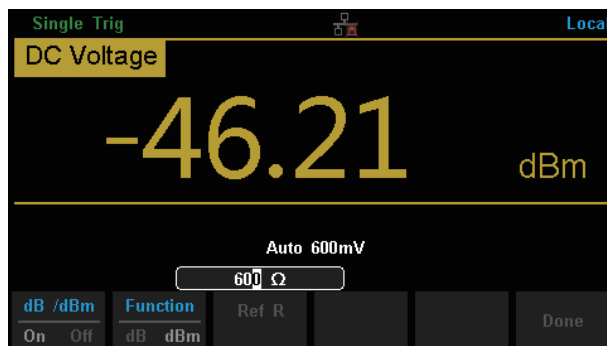 Single Trig Local
DC Voltage
-46.21 dBm
Auto 600mV
600 Ω
dB /dBm Function Ref R
On Off dB dBm Done